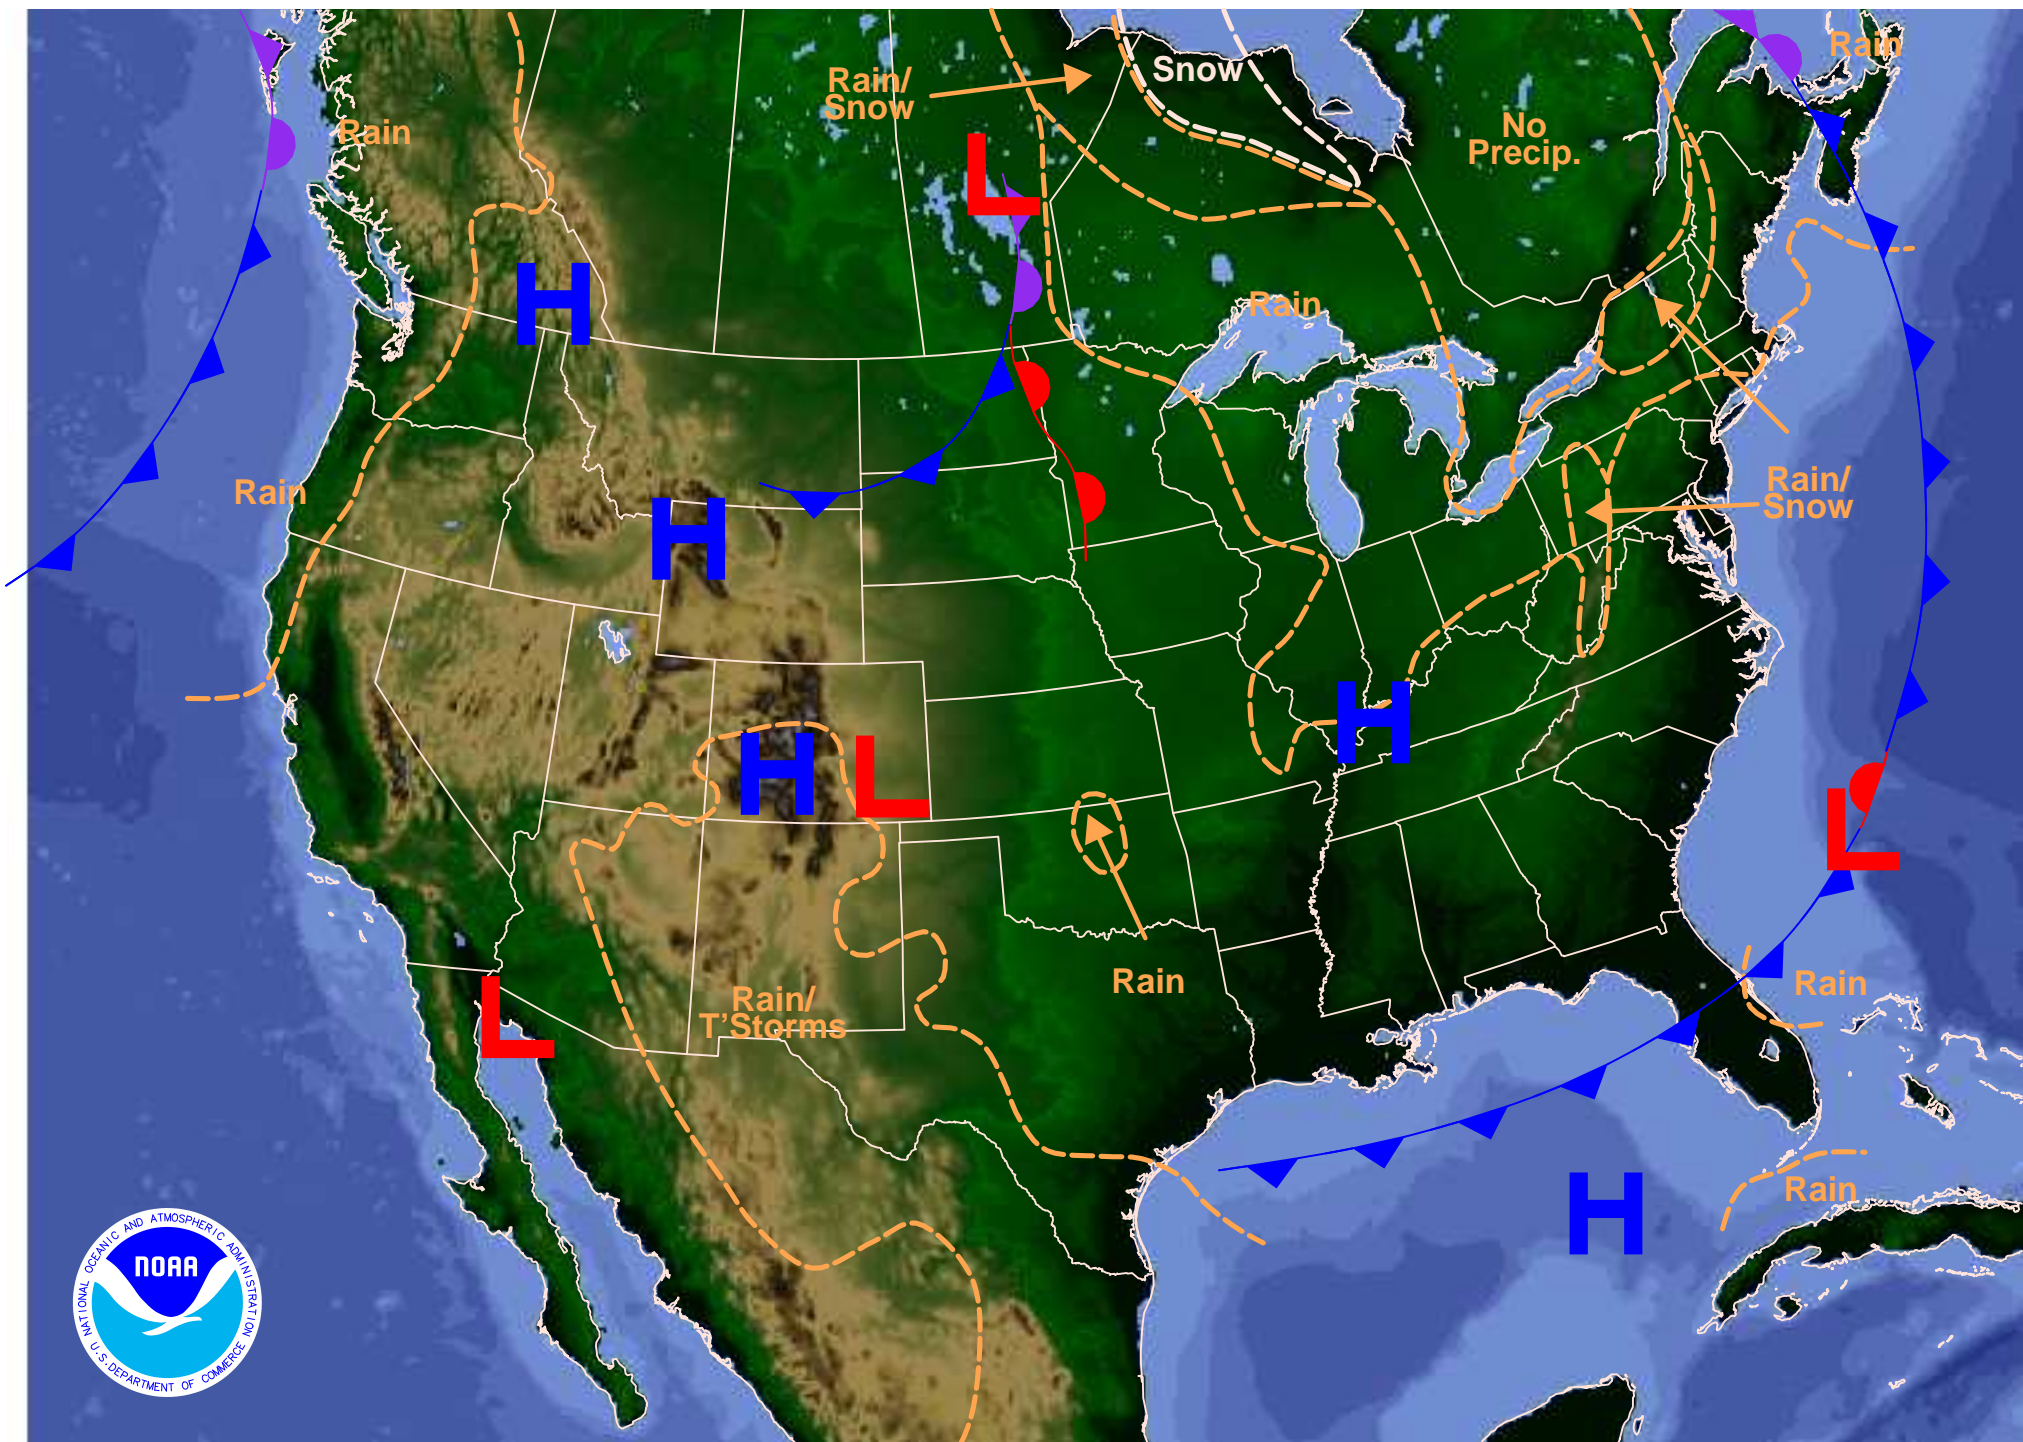 Rain
Rain/
Snow
Snow
No
Precip.
Rain
L
H
Rain
Rain
H
Rain/
Snow
H
H
L
L
Rain
Rain/
T'Storms
L
Rain
H
Rain
NATIONAL OCEANIC AND ATMOSPHERIC ADMINISTRATION
NOAA
U.S. DEPARTMENT OF COMMERCE